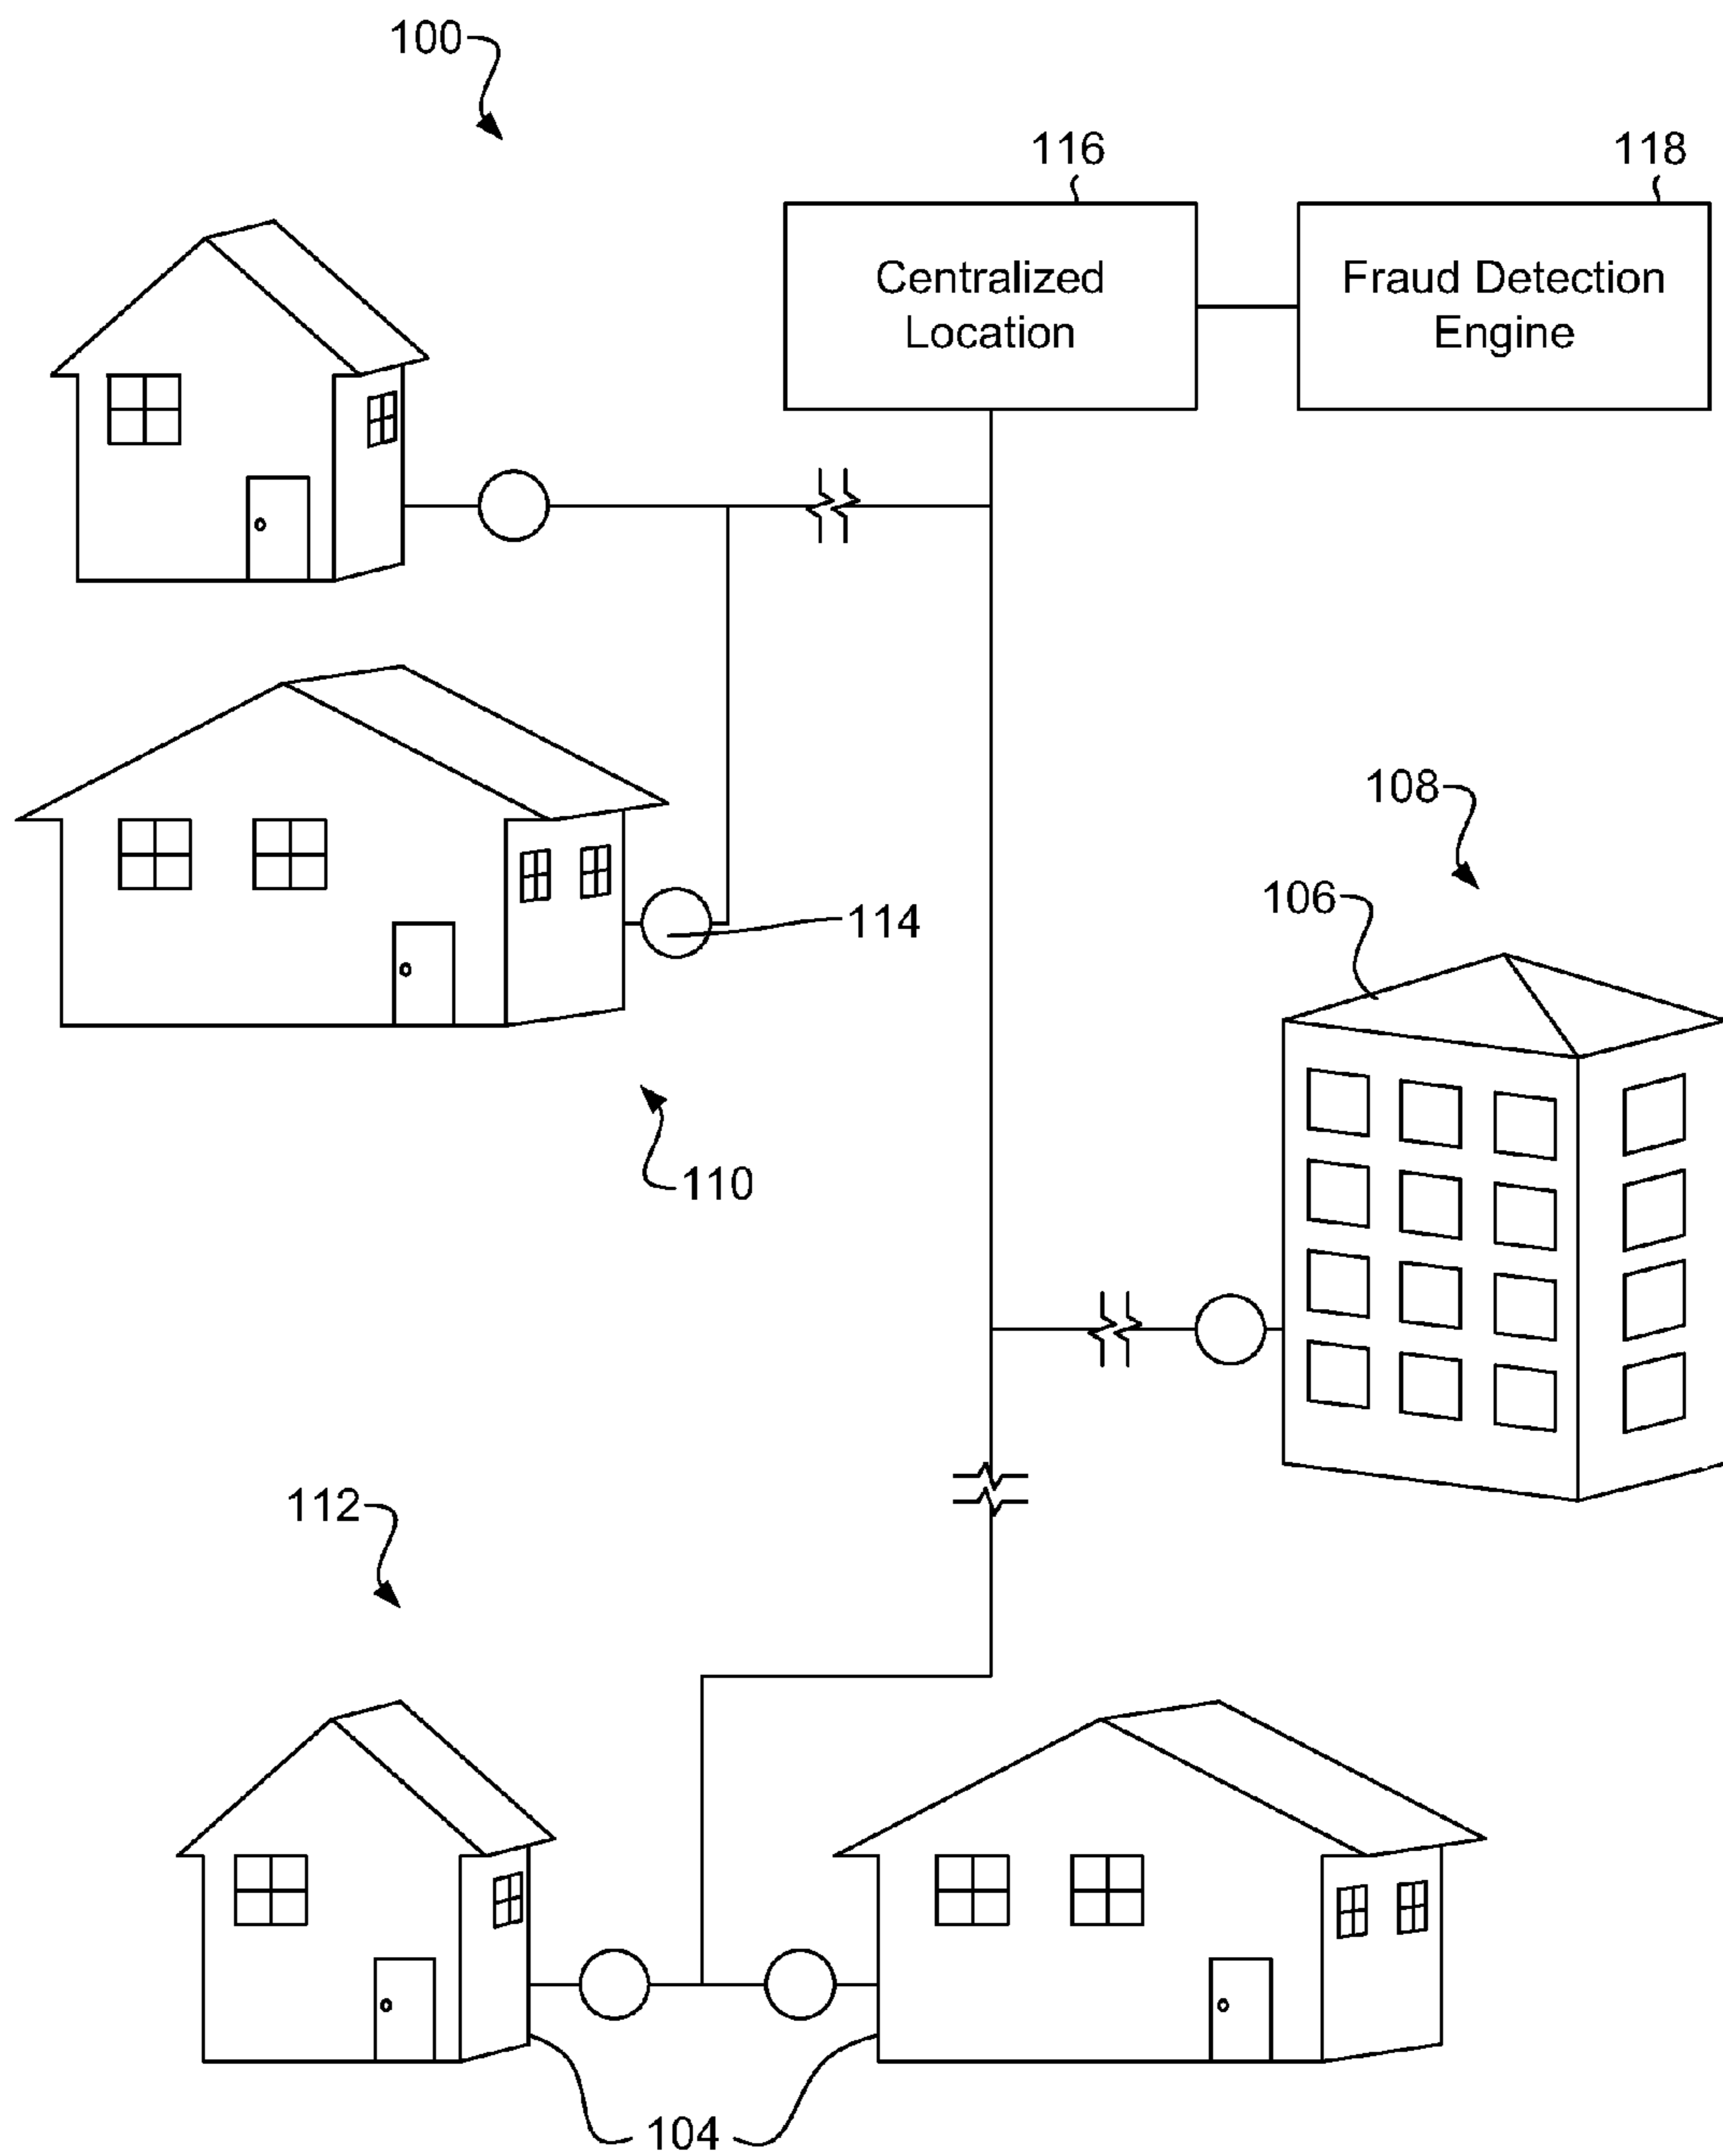 100
116
118
Centralized
Location
Fraud Detection
Engine
108
106
114
110
112
104